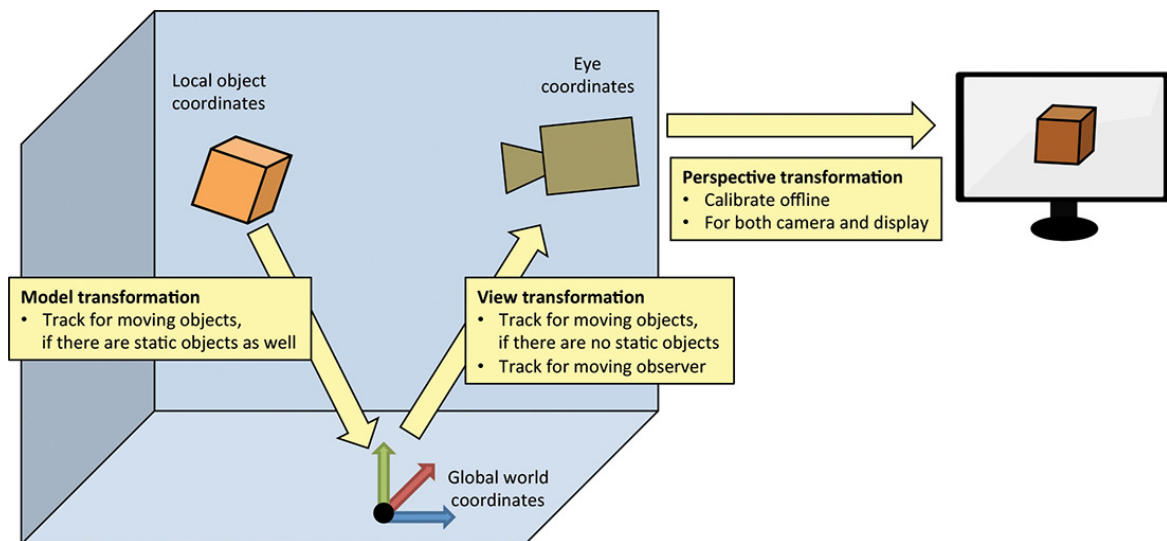 Local object
coordinates
Eye
coordinates
Perspective transformation
• Calibrate offline
• For both camera and display
Model transformation
• Track for moving objects,
if there are static objects as well
View transformation
• Track for moving objects,
if there are no static objects
• Track for moving observer
Global world
coordinates